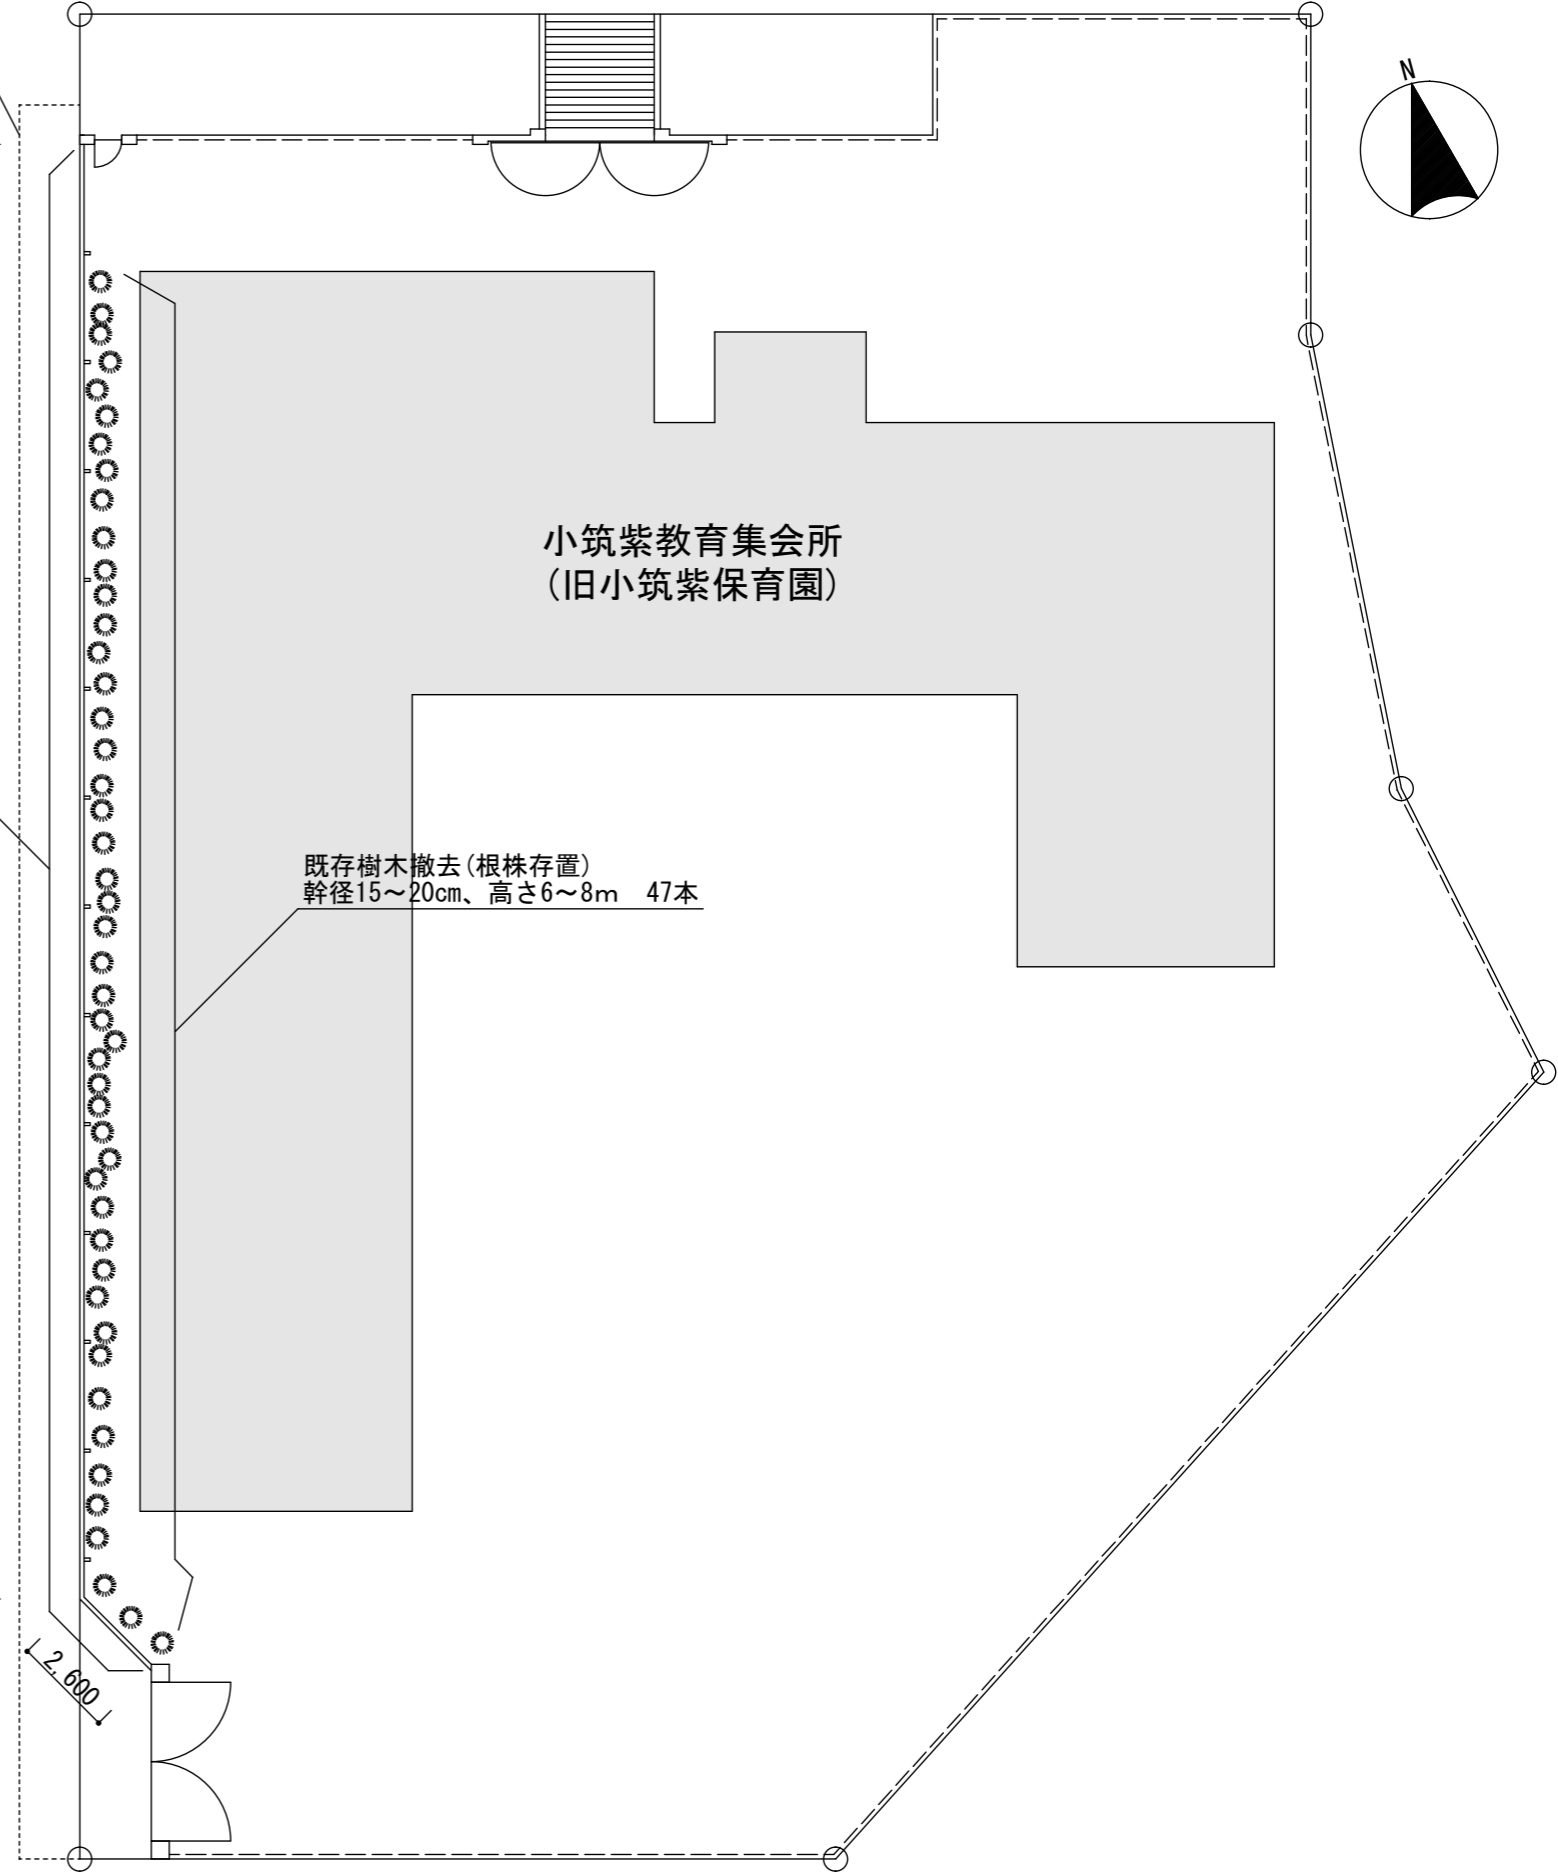 N
小筑紫教育集会所
(旧小筑紫保育園)
既存樹木撤去(根株存置)
幹径15～20cm、高さ6～8m　47本
2,600